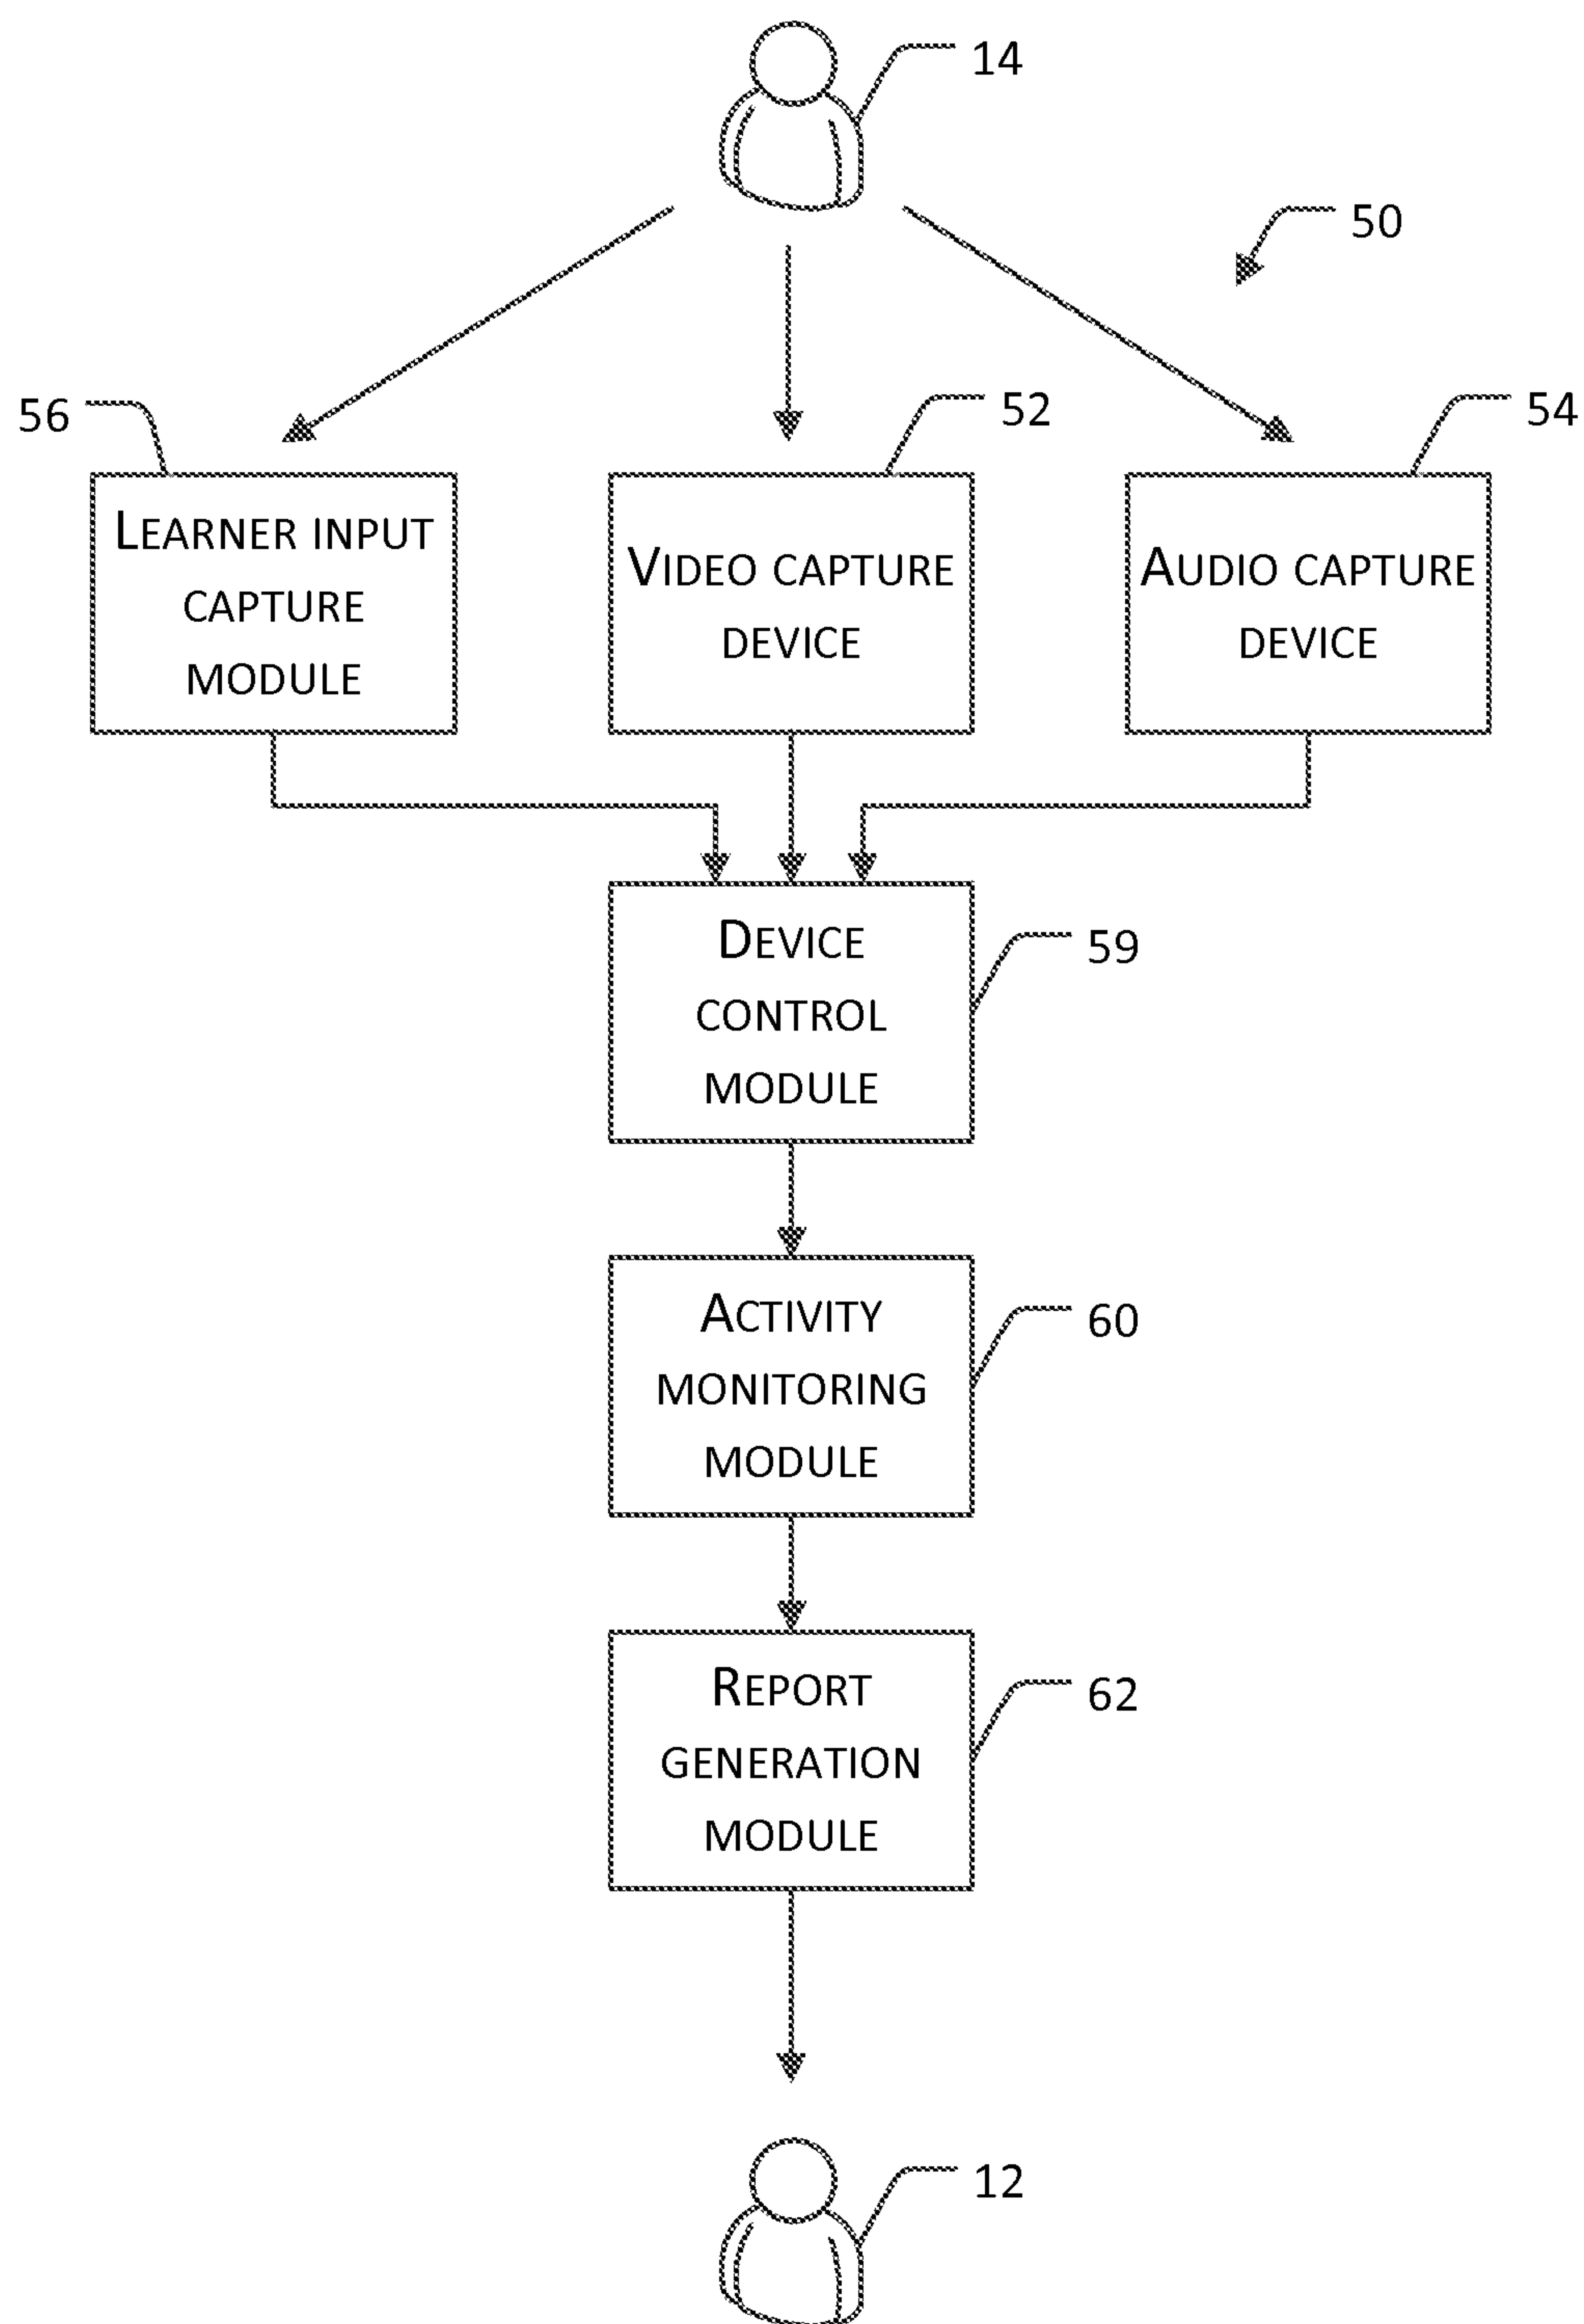 14
50
56
52
54
LEARNER INPUT
CAPTURE
MODULE
VIDEO CAPTURE
DEVICE
AUDIO CAPTURE
DEVICE
DEVICE
CONTROL
MODULE
59
ACTIVITY
MONITORING
MODULE
60
REPORT
GENERATION
MODULE
62
12